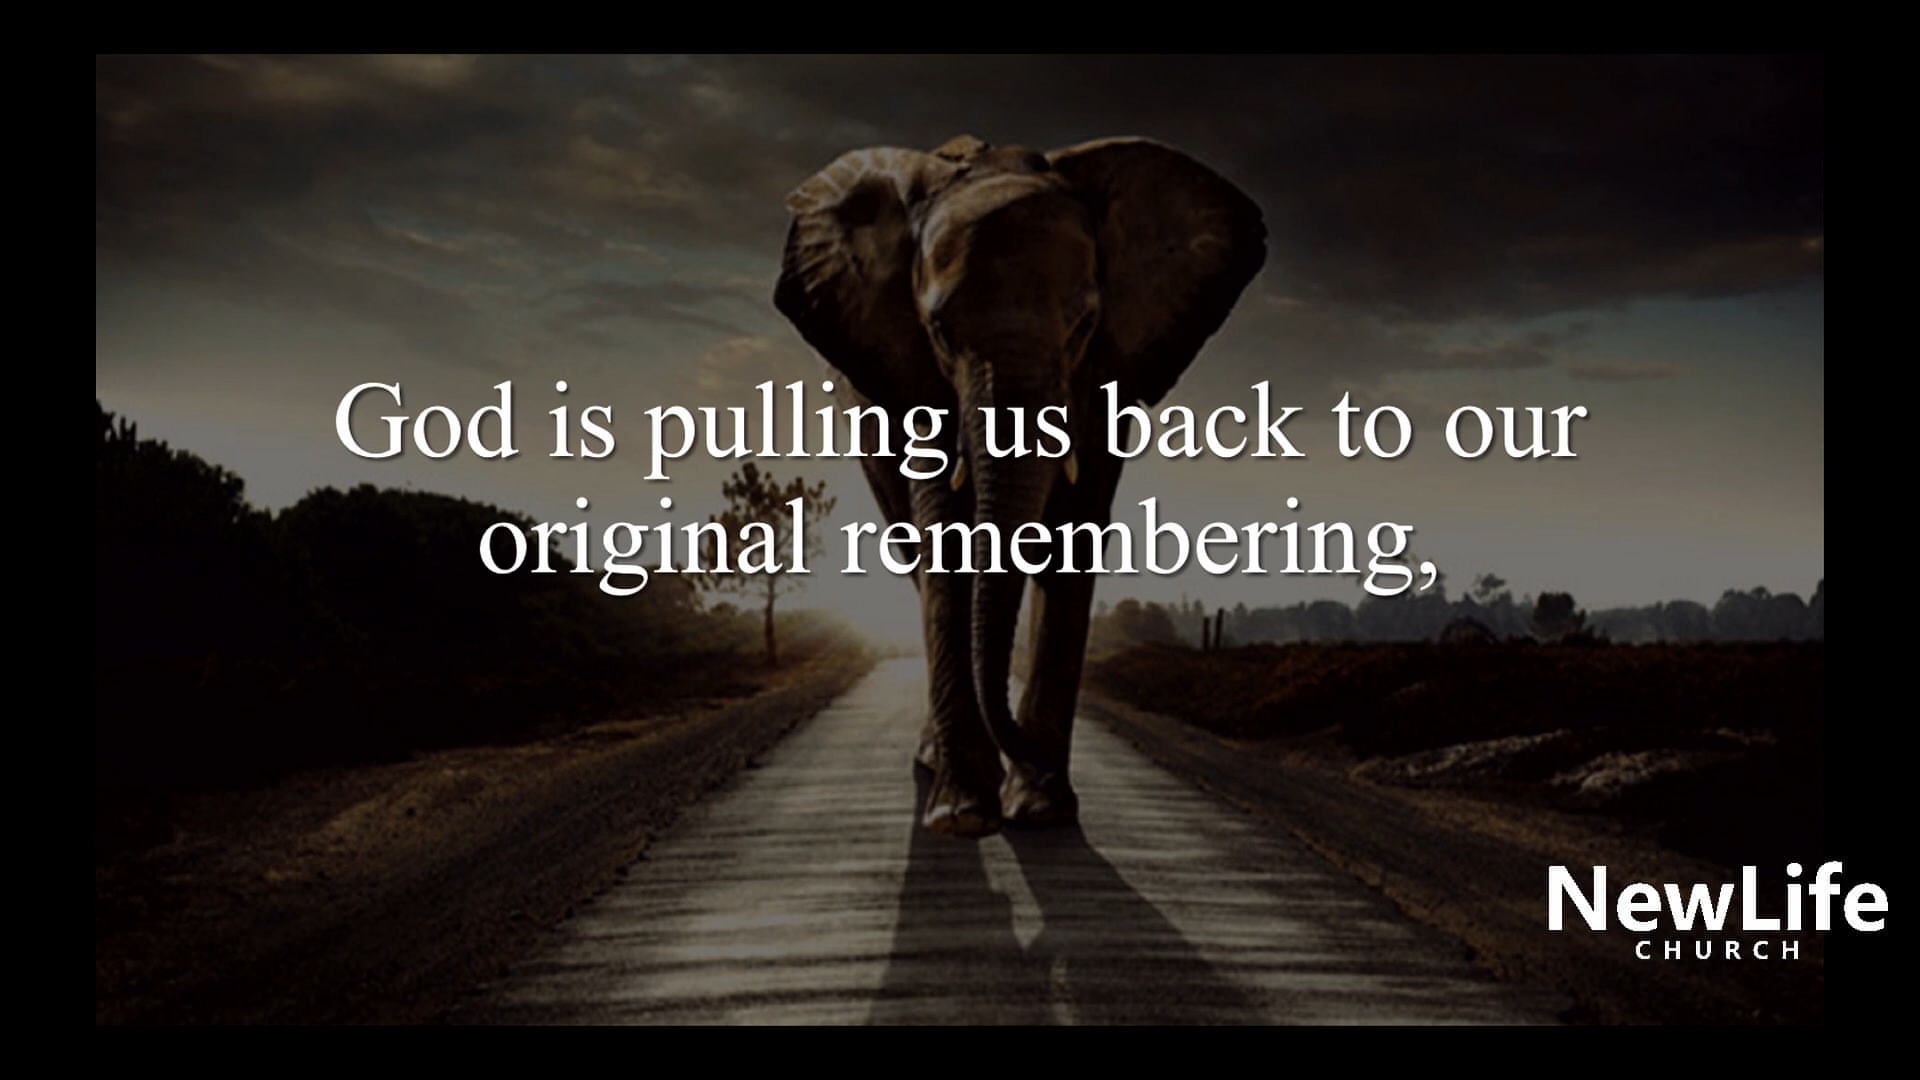 God is pulling us back to our
original remembering,
NewLife
CHURCH